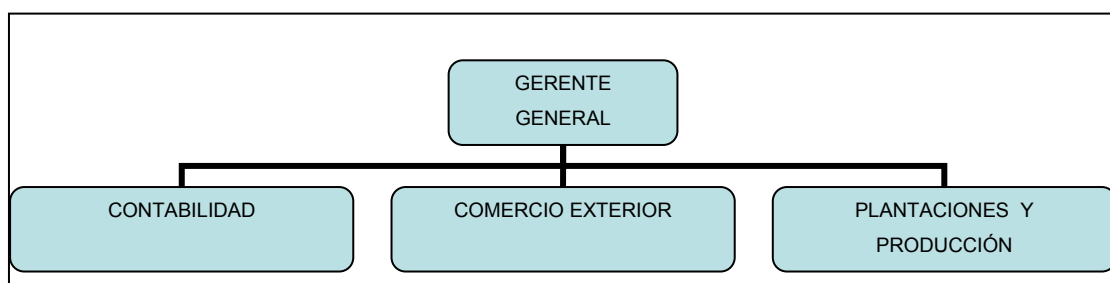 GERENTE
GENERAL
CONTABILIDAD
COMERCIO EXTERIOR
PLANTACIONES Y
PRODUCCIÓN